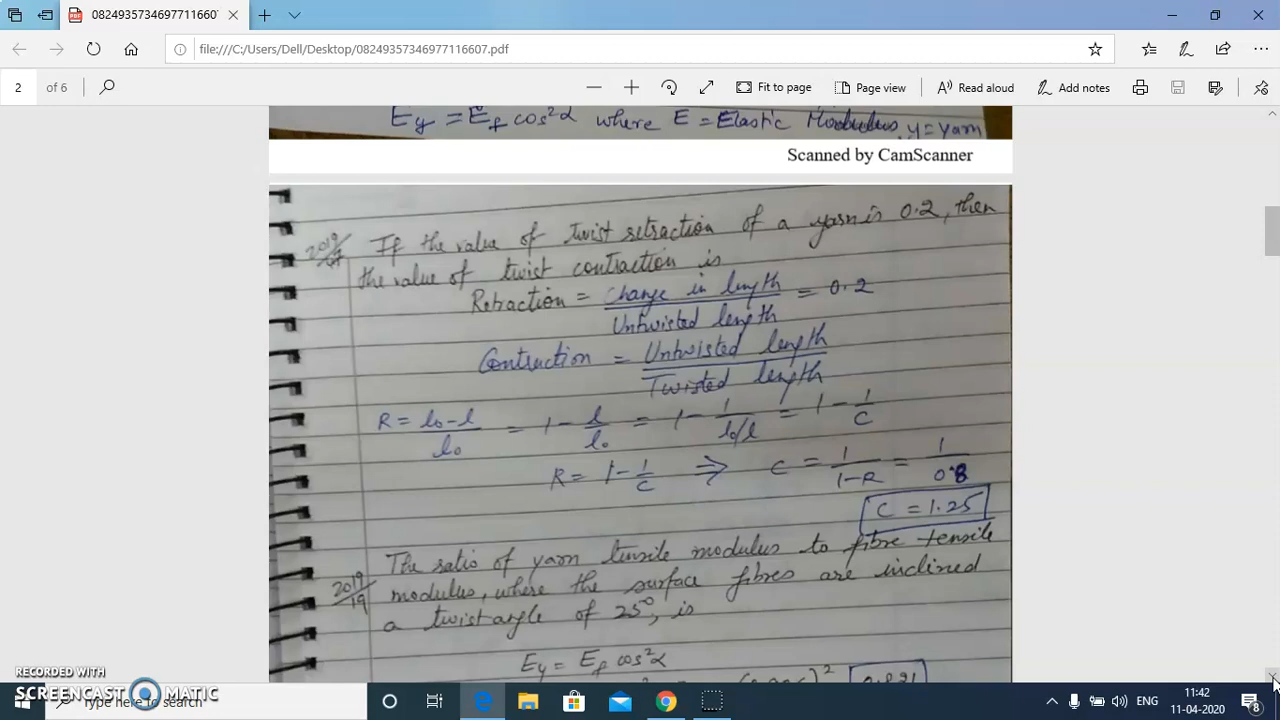 08249357346977116607.pdf
file:///C:/Users/Dell/Desktop/08249357346977116607.pdf
2 of 6
Fit to page
Page view
Read aloud
Add notes
Ey = Ef cos²α where E = Elastic Modulus, y = yarn
Scanned by CamScanner
2019/07 If the value of twist retraction of a yarn is 0.2, then
the value of twist contraction is
Retraction = Change in length / Untwisted length = 0.2
Contraction = Untwisted length / Twisted length
R = l₀-l / l₀ = 1 - l/l₀ = 1 - 1/(l₀/l) = 1 - 1/C
R = 1 - 1/C ⇒ C = 1/(1-R) = 1/0.8
C = 1.25
The ratio of yarn tensile modulus to fibre tensile
2019/19 modulus, where the surface fibres are inclined
a twist angle of 25°, is
Ey = Ef cos²α
RECORDED WITH
SCREENCAST MATIC
Type here to search
ENG
11:42
11-04-2020
8